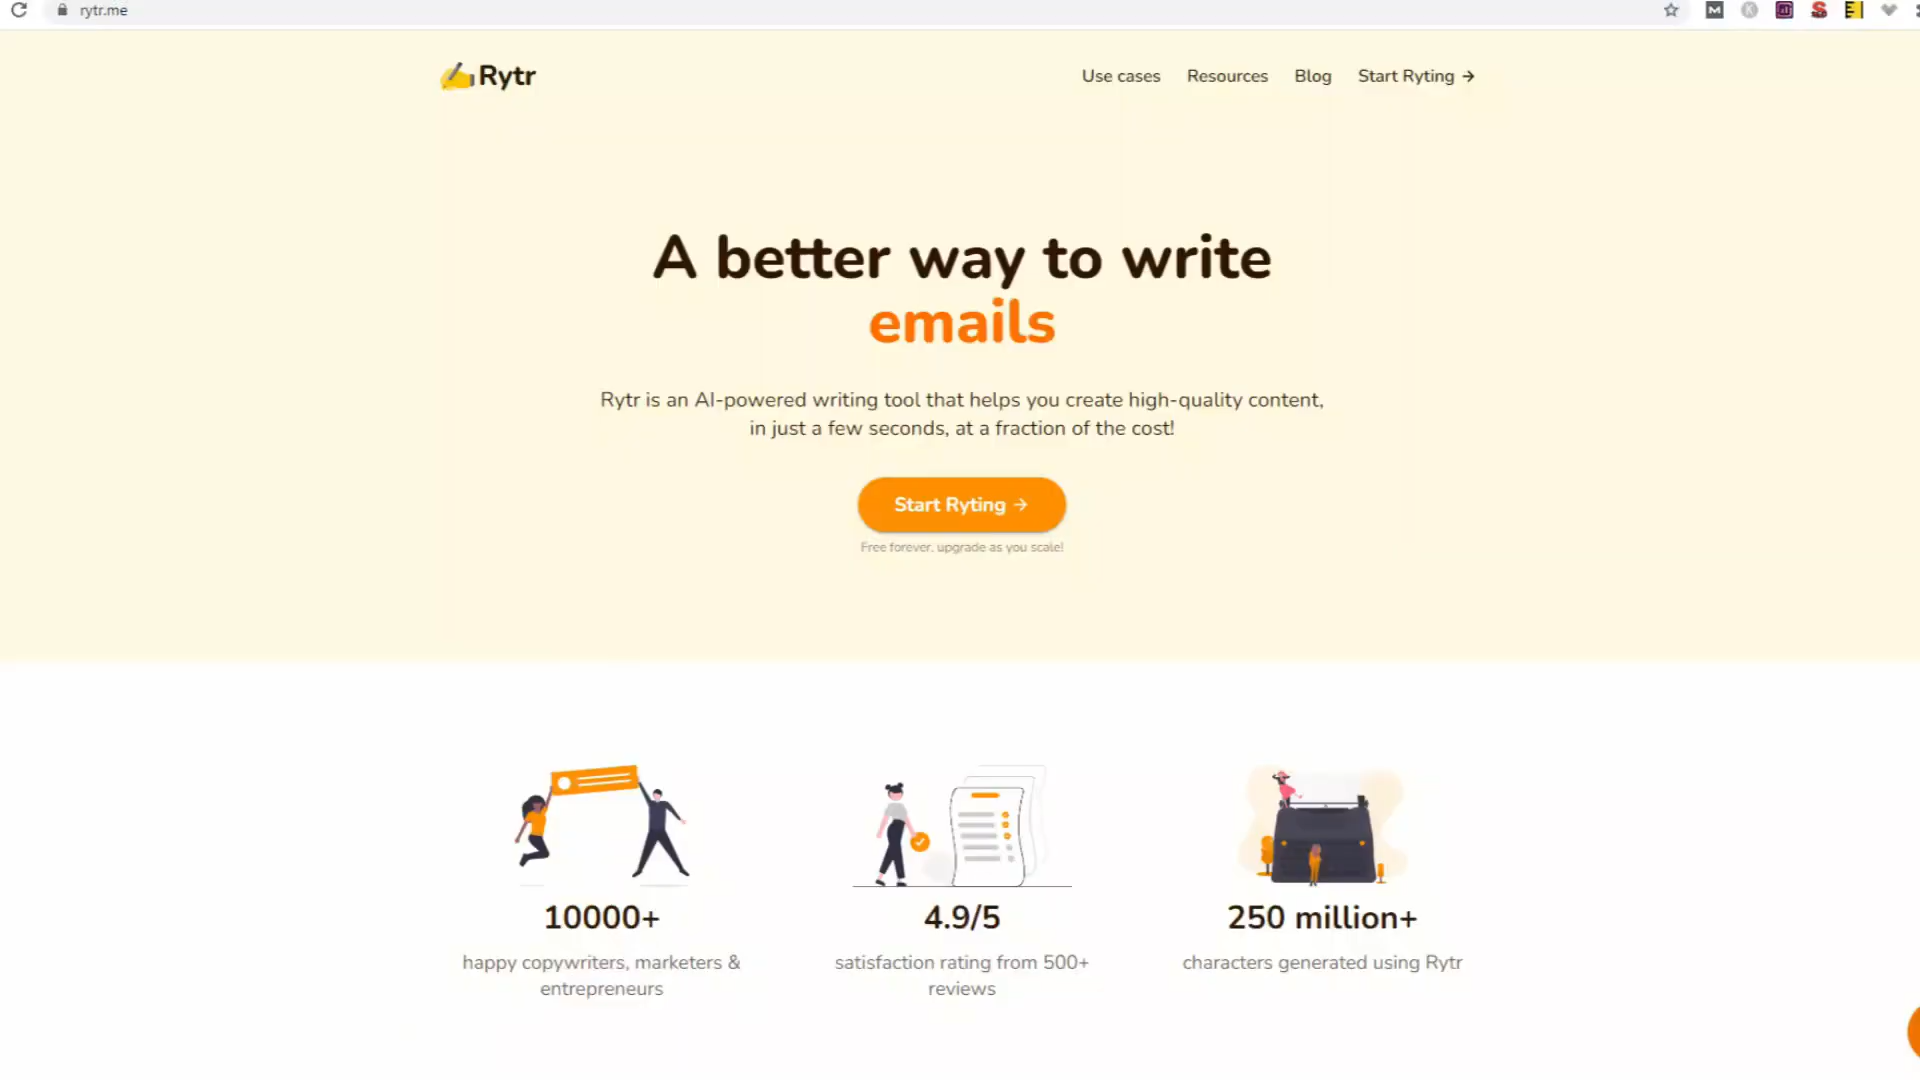 rytr.me
Rytr
Use cases
Resources
Blog
Start Ryting →
A better way to write
emails
Rytr is an AI-powered writing tool that helps you create high-quality content,
in just a few seconds, at a fraction of the cost!
Start Ryting →
Free forever, upgrade as you scale!
10000+
happy copywriters, marketers &
entrepreneurs
4.9/5
satisfaction rating from 500+
reviews
250 million+
characters generated using Rytr